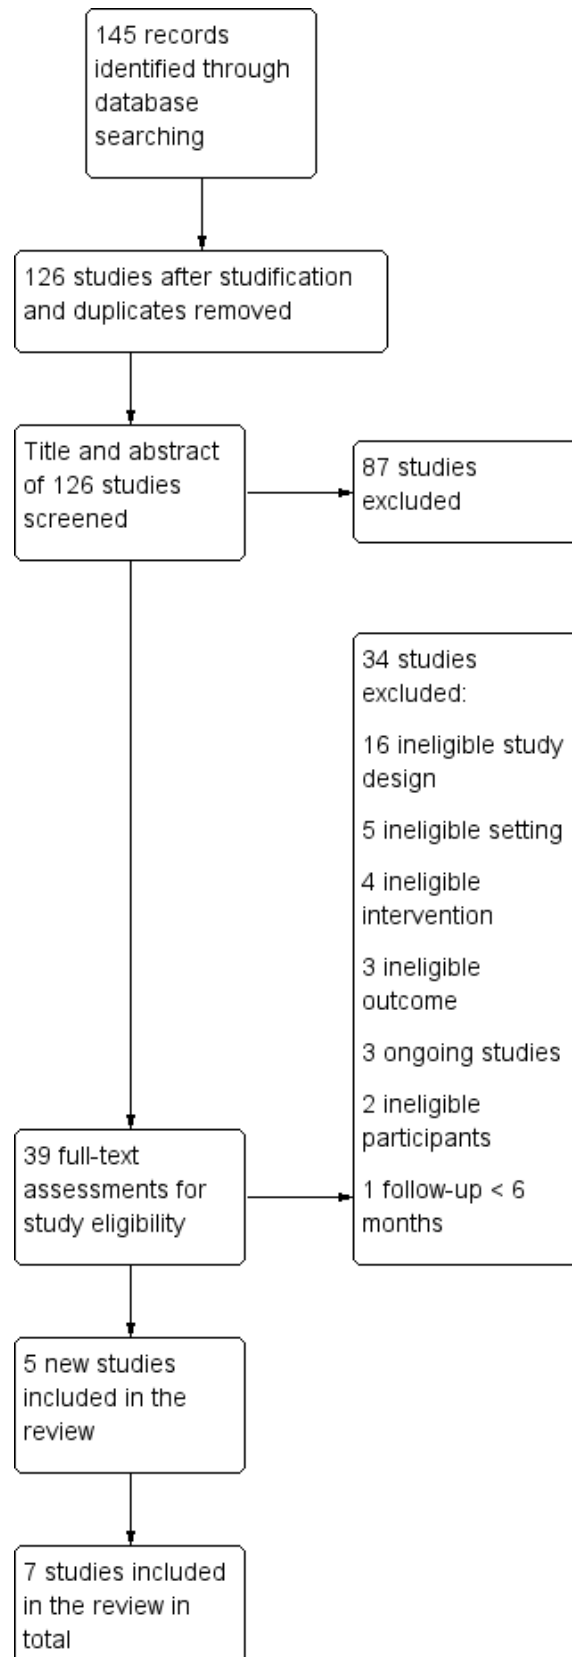 145 records
identified through
database
searching
126 studies after studification
and duplicates removed
Title and abstract
of 126 studies
screened
87 studies
excluded
34 studies
excluded:
16 ineligible study
design
5 ineligible setting
4 ineligible
intervention
3 ineligible
outcome
3 ongoing studies
2 ineligible
participants
1 follow-up < 6
months
39 full-text
assessments for
study eligibility
5 new studies
included in the
review
7 studies included
in the review in
total